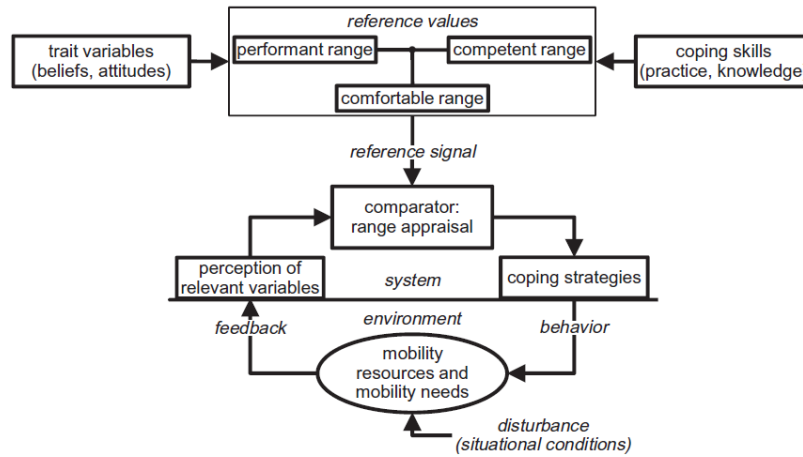 reference values
trait variables
(beliefs, attitudes)
performant range
competent range
coping skills
(practice, knowledge
comfortable range
reference signal
comparator:
range appraisal
perception of
relevant variables
system
coping strategies
feedback
environment
behavior
mobility
resources and
mobility needs
disturbance
(situational conditions)